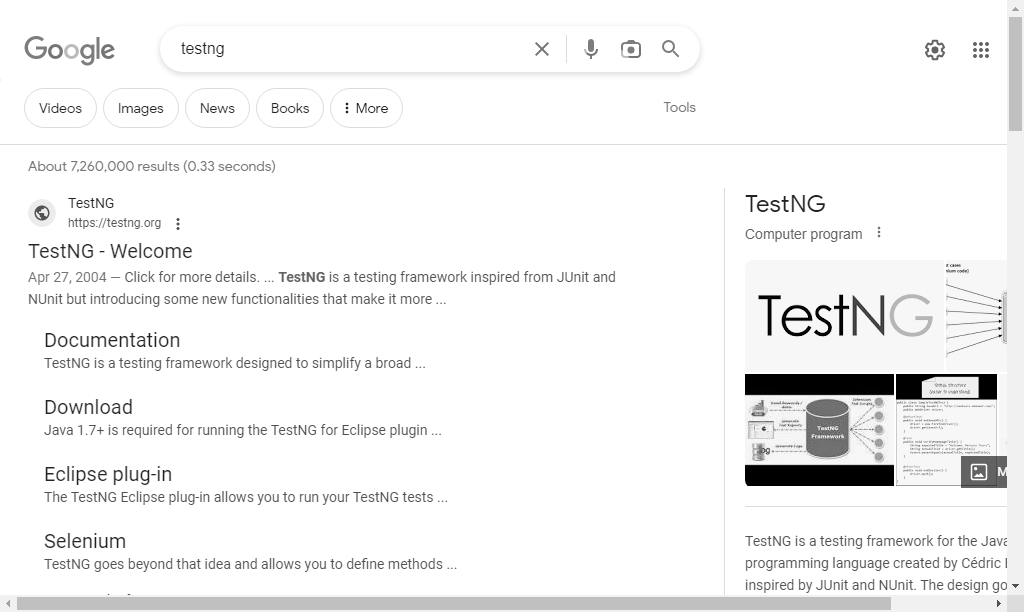 Google
testng
Videos
Images
News
Books
More
Tools
About 7,260,000 results (0.33 seconds)
TestNG
https://testng.org
TestNG - Welcome
Apr 27, 2004 — Click for more details. ... TestNG is a testing framework inspired from JUnit and
NUnit but introducing some new functionalities that make it more ...
Documentation
TestNG is a testing framework designed to simplify a broad ...
Download
Java 1.7+ is required for running the TestNG for Eclipse plugin ...
Eclipse plug-in
The TestNG Eclipse plug-in allows you to run your TestNG tests ...
Selenium
TestNG goes beyond that idea and allows you to define methods ...
TestNG
Computer program
TestNG
TestNG
Framework
TestNG is a testing framework for the Java
programming language created by Cédric
inspired by JUnit and NUnit. The design go